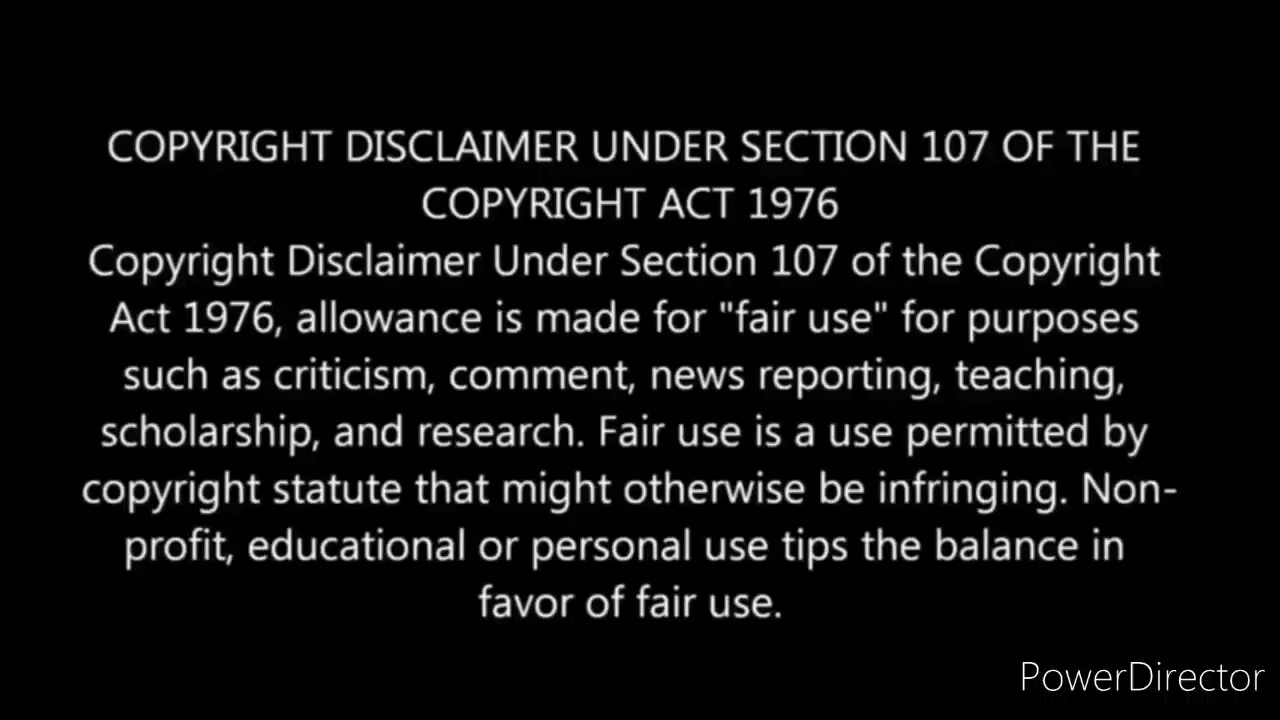 COPYRIGHT DISCLAIMER UNDER SECTION 107 OF THE
COPYRIGHT ACT 1976
Copyright Disclaimer Under Section 107 of the Copyright
Act 1976, allowance is made for "fair use" for purposes
such as criticism, comment, news reporting, teaching,
scholarship, and research. Fair use is a use permitted by
copyright statute that might otherwise be infringing. Non-
profit, educational or personal use tips the balance in
favor of fair use.
PowerDirector